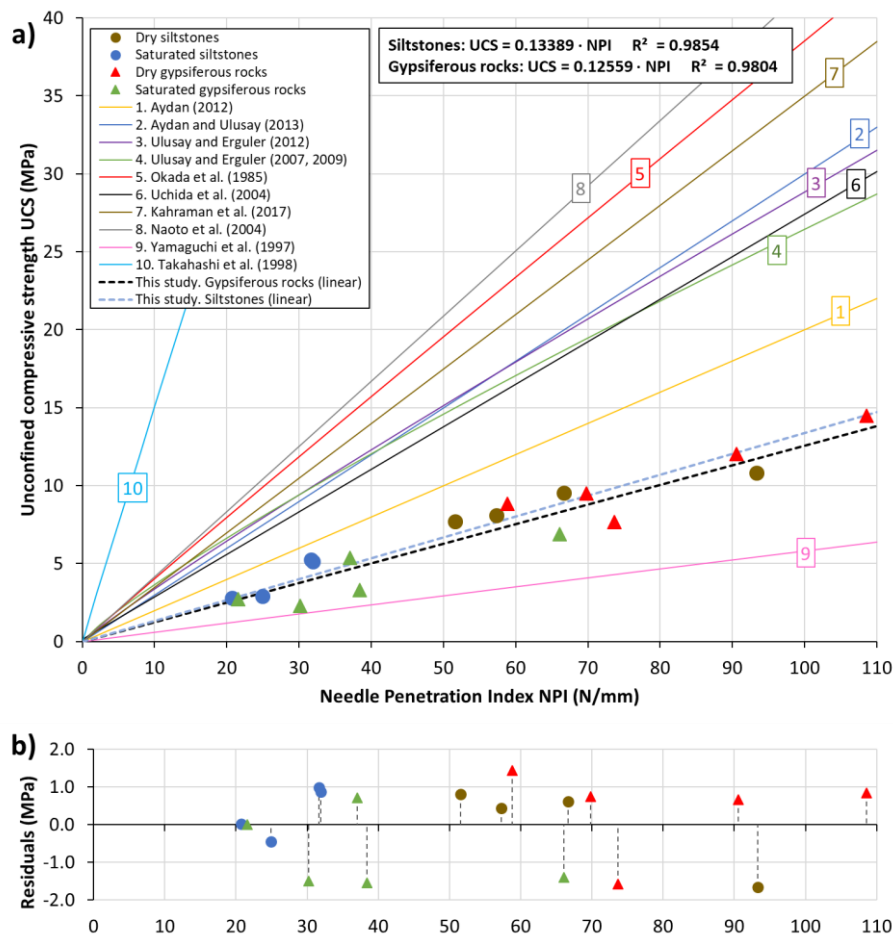 a)
Unconfined compressive strength UCS (MPa)
40
35
30
25
20
15
10
5
0
Dry siltstones
Saturated siltstones
Dry gypsiferous rocks
Saturated gypsiferous rocks
1. Aydan (2012)
2. Aydan and Ulusay (2013)
3. Ulusay and Erguler (2012)
4. Ulusay and Erguler (2007, 2009)
5. Okada et al. (1985)
6. Uchida et al. (2004)
7. Kahraman et al. (2017)
8. Naoto et al. (2004)
9. Yamaguchi et al. (1997)
10. Takahashi et al. (1998)
This study. Gypsiferous rocks (linear)
This study. Siltstones (linear)
Siltstones: UCS = 0.13389 · NPI R² = 0.9854
Gypsiferous rocks: UCS = 0.12559 · NPI R² = 0.9804
7
2
5
3
6
8
4
1
10
9
0 10 20 30 40 50 60 70 80 90 100 110
Needle Penetration Index NPI (N/mm)
b)
Residuals (MPa)
2.0
1.0
0.0
-1.0
-2.0
0 10 20 30 40 50 60 70 80 90 100 110